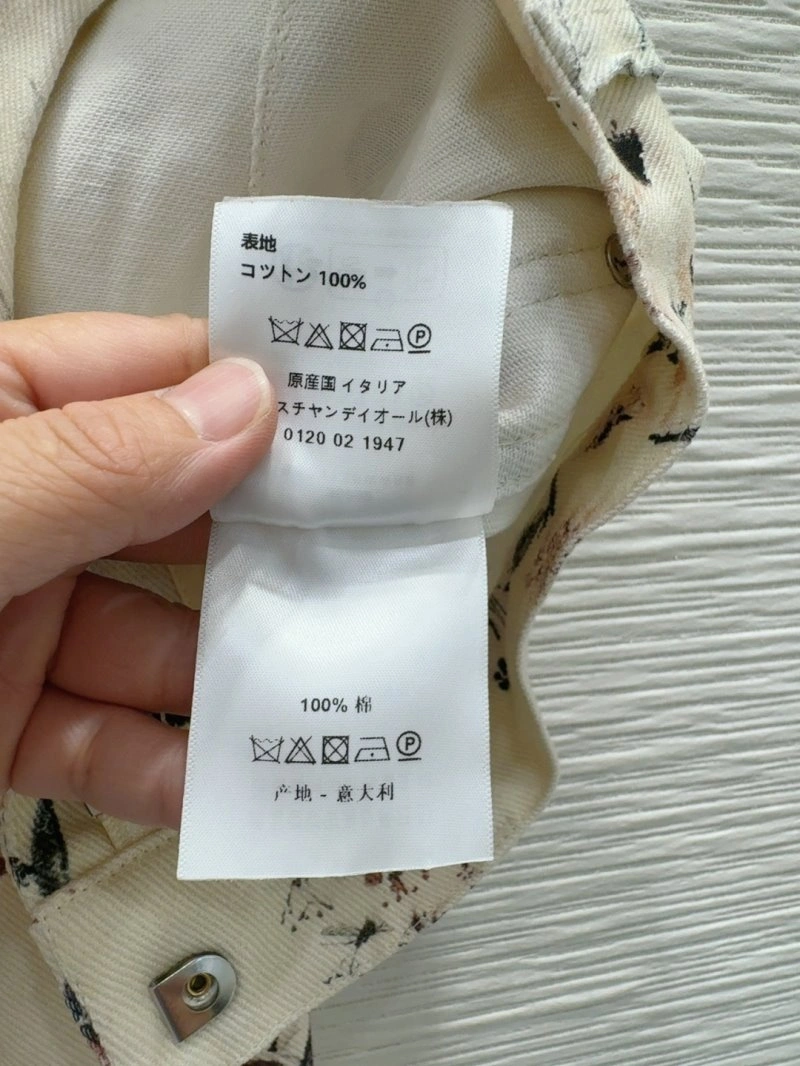 表地
コットン 100%
P
原産国イタリア
スチャンディオール(株)
0120 02 1947
100% 棉
P
产地 - 意大利